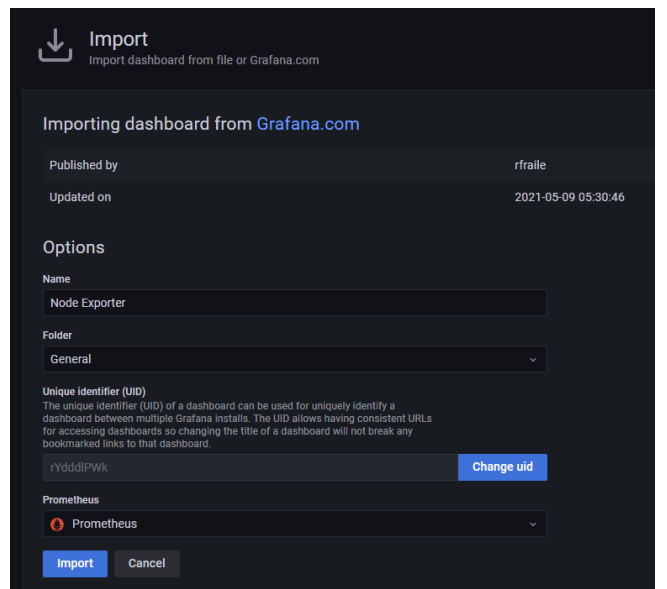 Import
Import dashboard from file or Grafana.com
Importing dashboard from Grafana.com
Published by rfraile
Updated on 2021-05-09 05:30:46
Options
Name
Node Exporter
Folder
General
Unique identifier (UID)
The unique identifier (UID) of a dashboard can be used for uniquely identify a
dashboard between multiple Grafana installs. The UID allows having consistent URLs
for accessing dashboards so changing the title of a dashboard will not break any
bookmarked links to that dashboard.
rYdddlPWk Change uid
Prometheus
Prometheus
Import Cancel